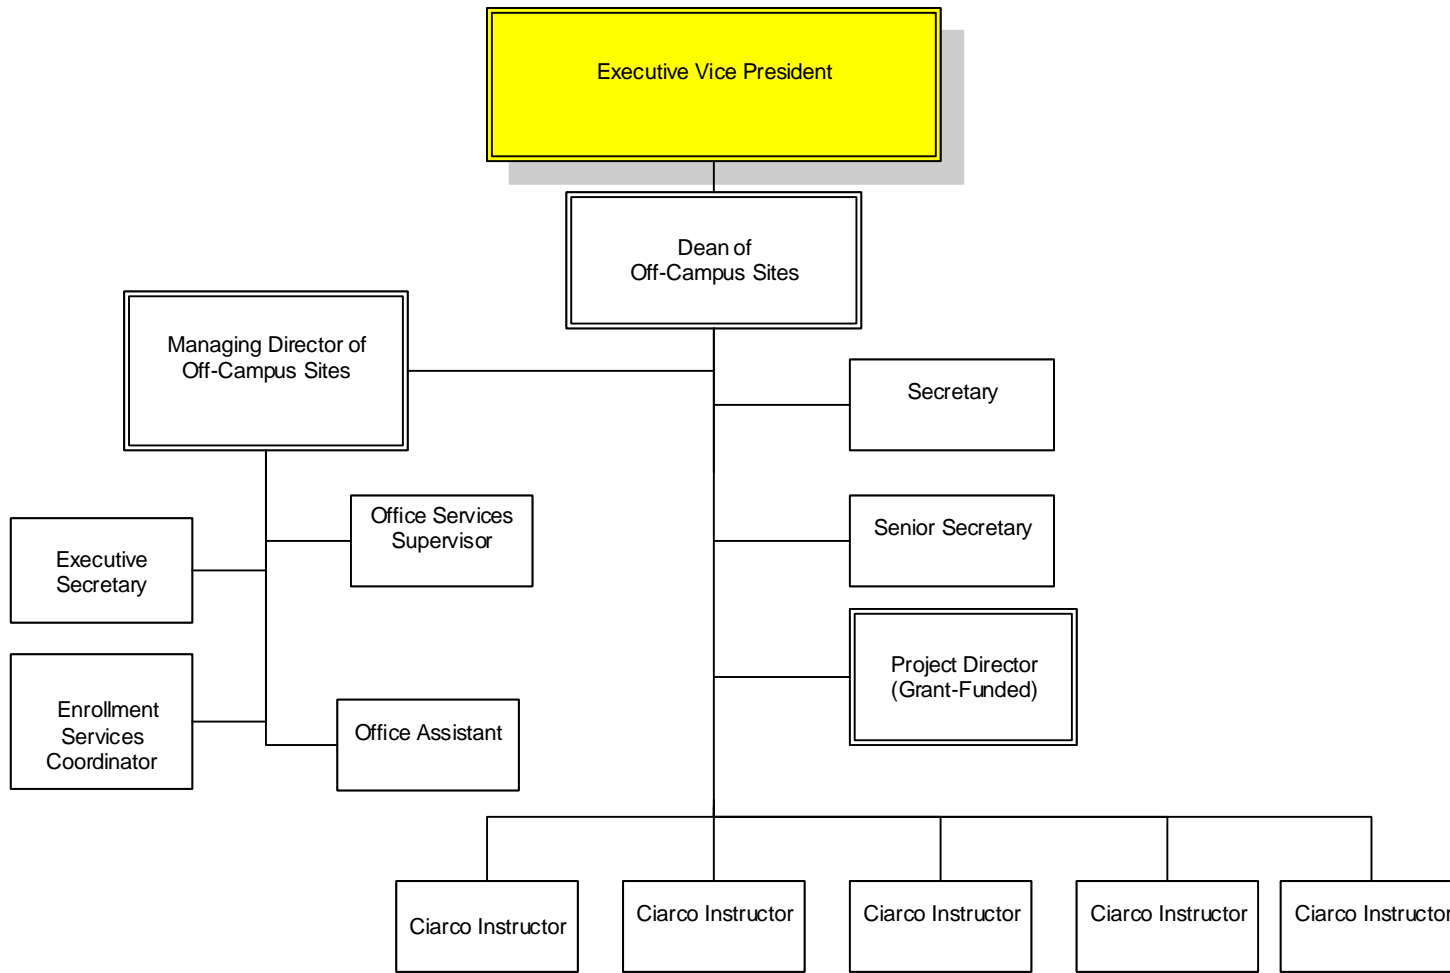 Executive Vice President
Dean of
Off-Campus Sites
Managing Director of
Off-Campus Sites
Secretary
Office Services
Supervisor
Senior Secretary
Executive
Secretary
Project Director
(Grant-Funded)
Enrollment
Services
Coordinator
Office Assistant
Ciarco Instructor
Ciarco Instructor
Ciarco Instructor
Ciarco Instructor
Ciarco Instructor